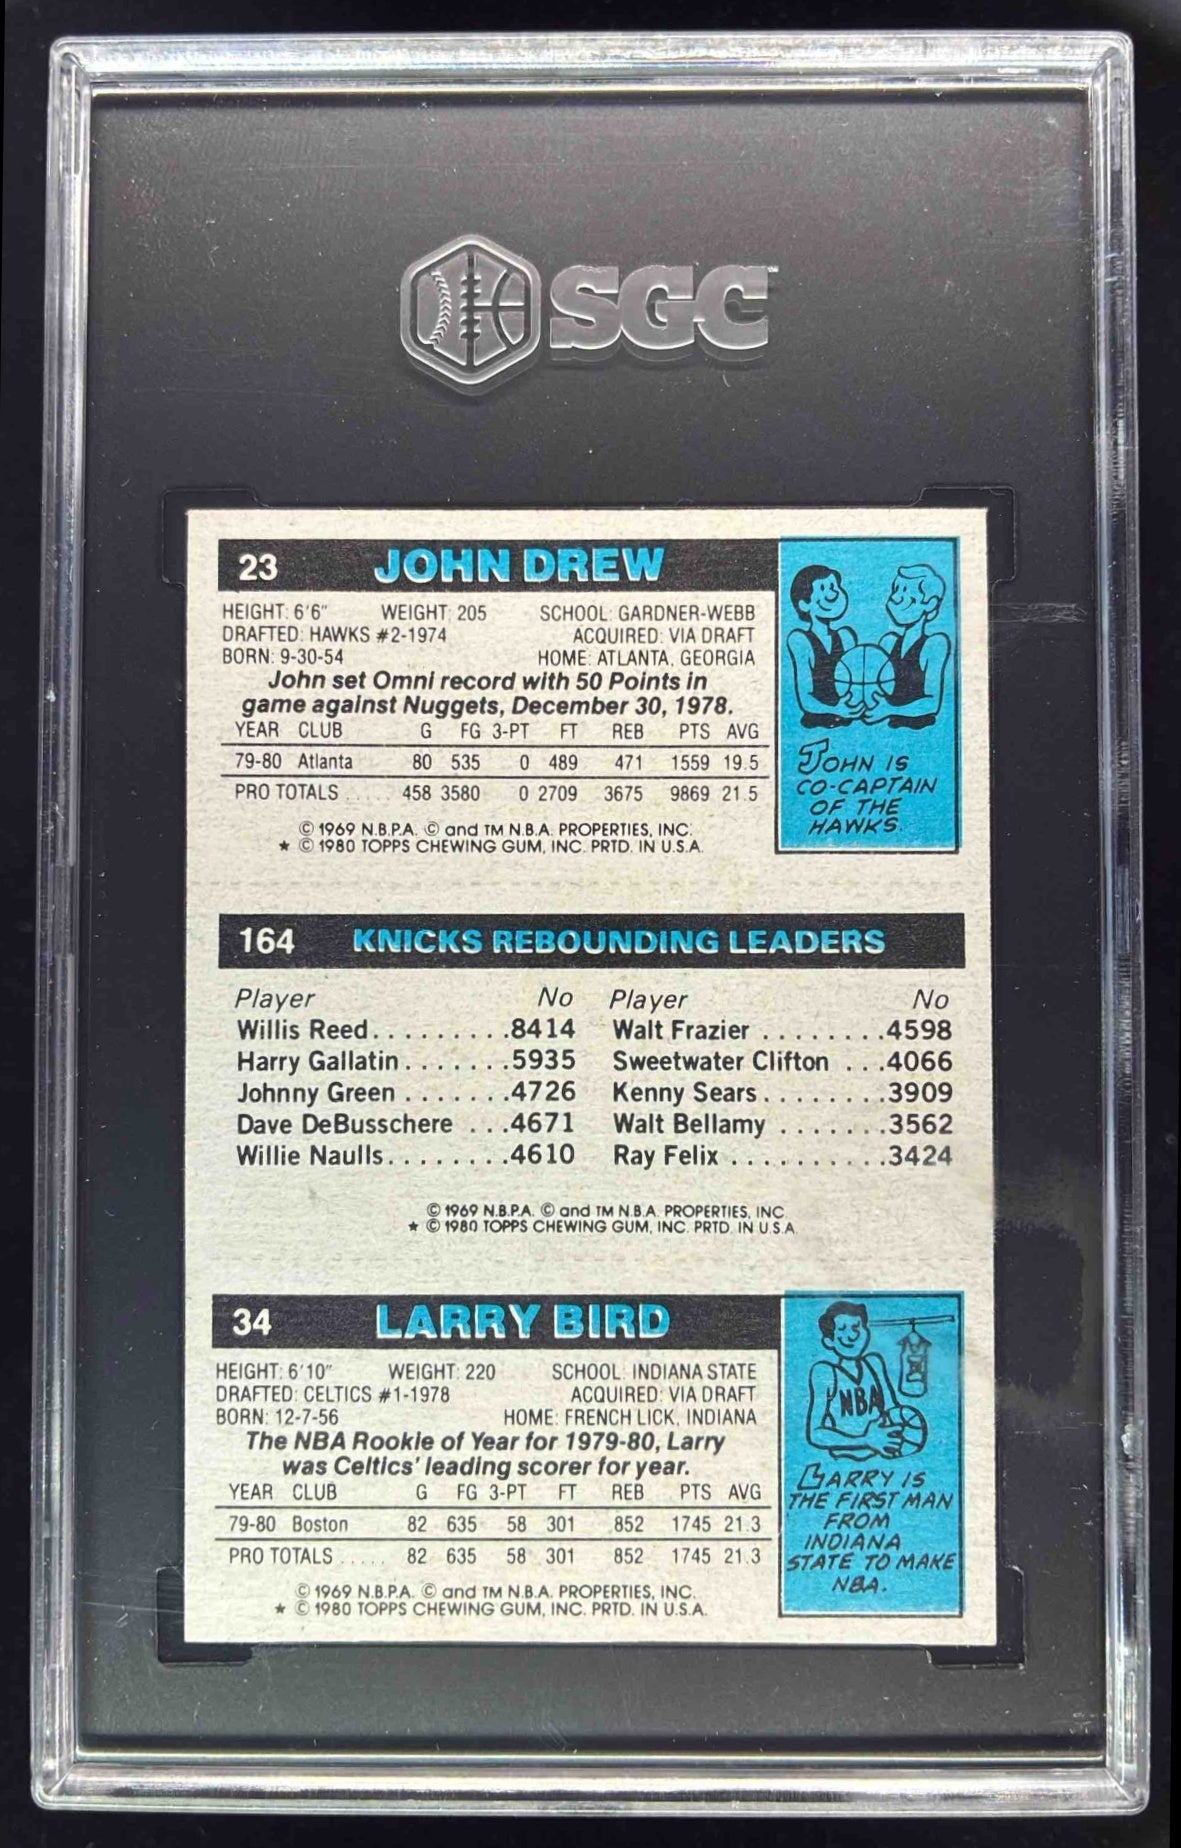 SGC™
23 JOHN DREW
HEIGHT: 6'6" WEIGHT: 205 SCHOOL: GARDNER-WEBB
DRAFTED: HAWKS #2-1974 ACQUIRED: VIA DRAFT
BORN: 9-30-54 HOME: ATLANTA, GEORGIA
John set Omni record with 50 Points in
game against Nuggets, December 30, 1978.
YEAR CLUB G FG 3-PT FT REB PTS AVG
79-80 Atlanta 80 535 0 489 471 1559 19.5
PRO TOTALS ..... 458 3580 0 2709 3675 9869 21.5
© 1969 N.B.P.A. © and TM N.B.A. PROPERTIES, INC.
★ © 1980 TOPPS CHEWING GUM, INC. PRTD. IN U.S.A.
JOHN IS
CO-CAPTAIN
OF THE
HAWKS.
164 KNICKS REBOUNDING LEADERS
Player No Player No
Willis Reed.........8414 Walt Frazier ........4598
Harry Gallatin.......5935 Sweetwater Clifton ...4066
Johnny Green .......4726 Kenny Sears........3909
Dave DeBusschere ...4671 Walt Bellamy .......3562
Willie Naulls........4610 Ray Felix ..........3424
© 1969 N.B.P.A. © and TM N.B.A. PROPERTIES, INC.
★ © 1980 TOPPS CHEWING GUM, INC. PRTD. IN U.S.A.
34 LARRY BIRD
HEIGHT: 6'10" WEIGHT: 220 SCHOOL: INDIANA STATE
DRAFTED: CELTICS #1-1978 ACQUIRED: VIA DRAFT
BORN: 12-7-56 HOME: FRENCH LICK, INDIANA
The NBA Rookie of Year for 1979-80, Larry
was Celtics' leading scorer for year.
YEAR CLUB G FG 3-PT FT REB PTS AVG
79-80 Boston 82 635 58 301 852 1745 21.3
PRO TOTALS ..... 82 635 58 301 852 1745 21.3
© 1969 N.B.P.A. © and TM N.B.A. PROPERTIES, INC.
★ © 1980 TOPPS CHEWING GUM, INC. PRTD. IN U.S.A.
NBA
LARRY IS
THE FIRST MAN
FROM
INDIANA
STATE TO MAKE
NBA.